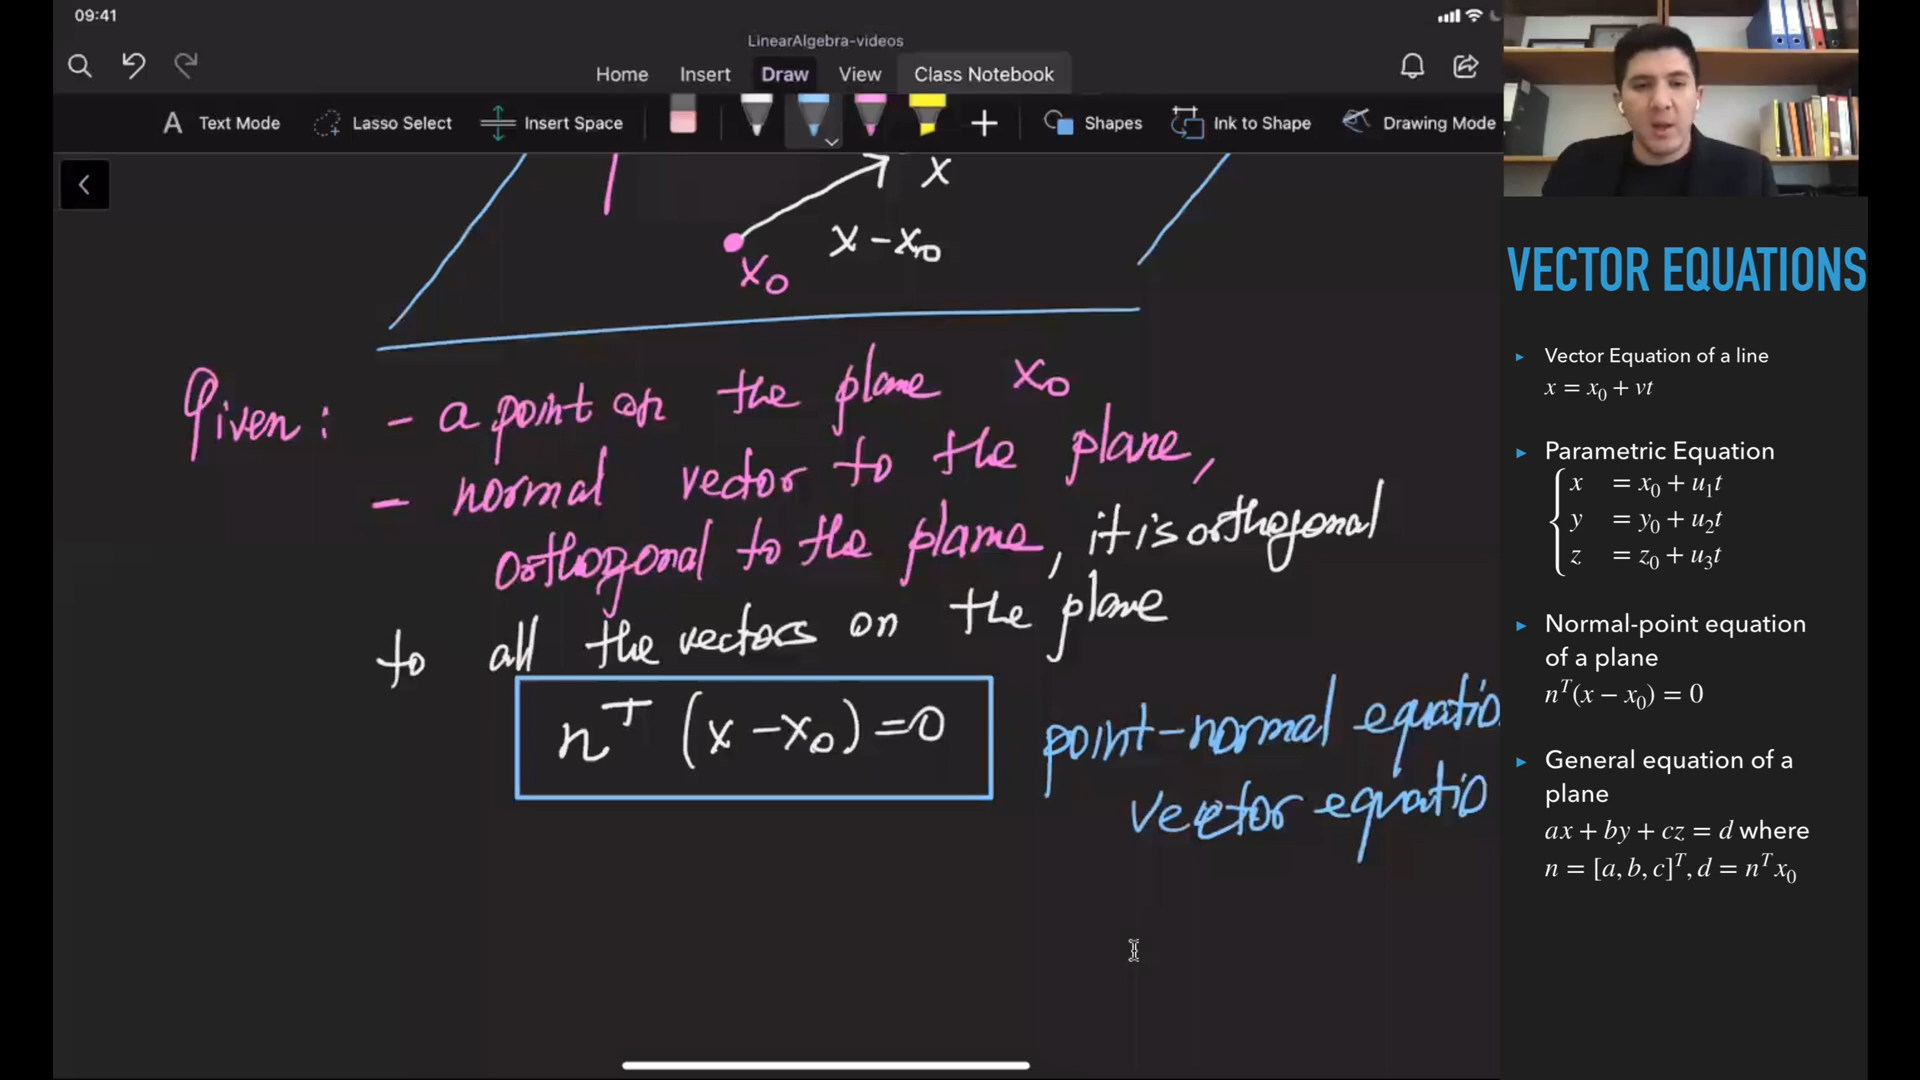 09:41
LinearAlgebra-videos
Home Insert Draw View Class Notebook
A Text Mode Lasso Select Insert Space Shapes Ink to Shape Drawing Mode
x
x - x₀
x₀
Given: - a point on the plane x₀
- normal vector to the plane,
orthogonal to the plane, it is orthogonal
to all the vectors on the plane
nᵀ (x - x₀) = 0
point-normal equatio
vector equatio
VECTOR EQUATIONS
Vector Equation of a line
x = x₀ + vt
Parametric Equation
x = x₀ + u₁t
y = y₀ + u₂t
z = z₀ + u₃t
Normal-point equation
of a plane
nᵀ(x − x₀) = 0
General equation of a
plane
ax + by + cz = d where
n = [a, b, c]ᵀ, d = nᵀx₀